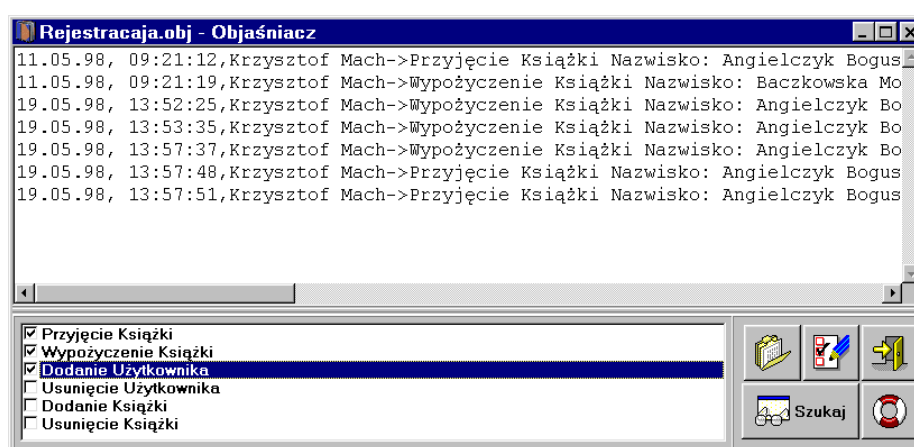 Rejestracaja.obj - Objaśniacz
11.05.98, 09:21:12,Krzysztof Mach->Przyjęcie Książki Nazwisko: Angielczyk Bogus
11.05.98, 09:21:19,Krzysztof Mach->Wypożyczenie Książki Nazwisko: Baczkowska Mo
19.05.98, 13:52:25,Krzysztof Mach->Wypożyczenie Książki Nazwisko: Angielczyk Bo
19.05.98, 13:53:35,Krzysztof Mach->Wypożyczenie Książki Nazwisko: Angielczyk Bo
19.05.98, 13:57:37,Krzysztof Mach->Wypożyczenie Książki Nazwisko: Angielczyk Bo
19.05.98, 13:57:48,Krzysztof Mach->Przyjęcie Książki Nazwisko: Angielczyk Bogus
19.05.98, 13:57:51,Krzysztof Mach->Przyjęcie Książki Nazwisko: Angielczyk Bogus
Przyjęcie Książki
Wypożyczenie Książki
Dodanie Użytkownika
Usunięcie Użytkownika
Dodanie Książki
Usunięcie Książki
Szukaj